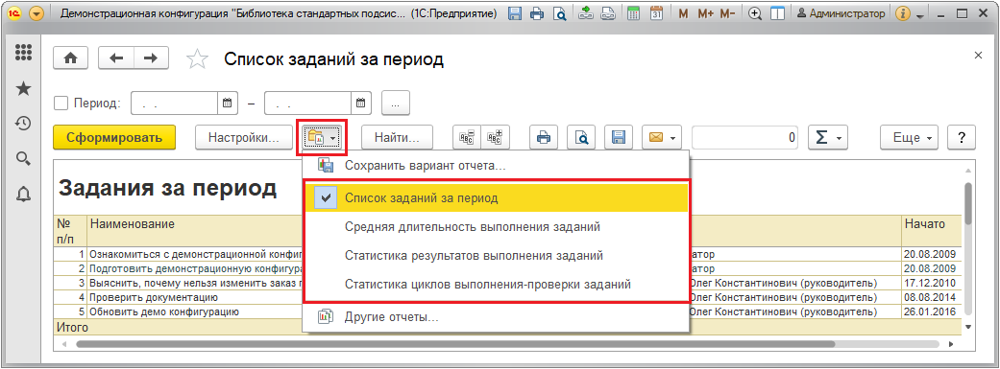 Демонстрационная конфигурация "Библиотека стандартных подсис... (1С:Предприятие)
31 M M+ M- Администратор
Список заданий за период
Период: . . – . . ...
Сформировать Настройки... Найти... 0 Σ Еще ?
Сохранить вариант отчета...
Задания за период
Список заданий за период
№ п/п Наименование Средняя длительность выполнения заданий Начато
1 Ознакомиться с демонстрационной конфиг Статистика результатов выполнения заданий атор 20.08.2009
2 Подготовить демонстрационную конфигура атор 20.08.2009
3 Выяснить, почему нельзя изменить заказ п Статистика циклов выполнения-проверки заданий Олег Константинович (руководитель) 17.12.2010
4 Проверить документацию Олег Константинович (руководитель) 08.08.2014
5 Обновить демо конфигурацию Другие отчеты... Олег Константинович (руководитель) 26.01.2016
Итого